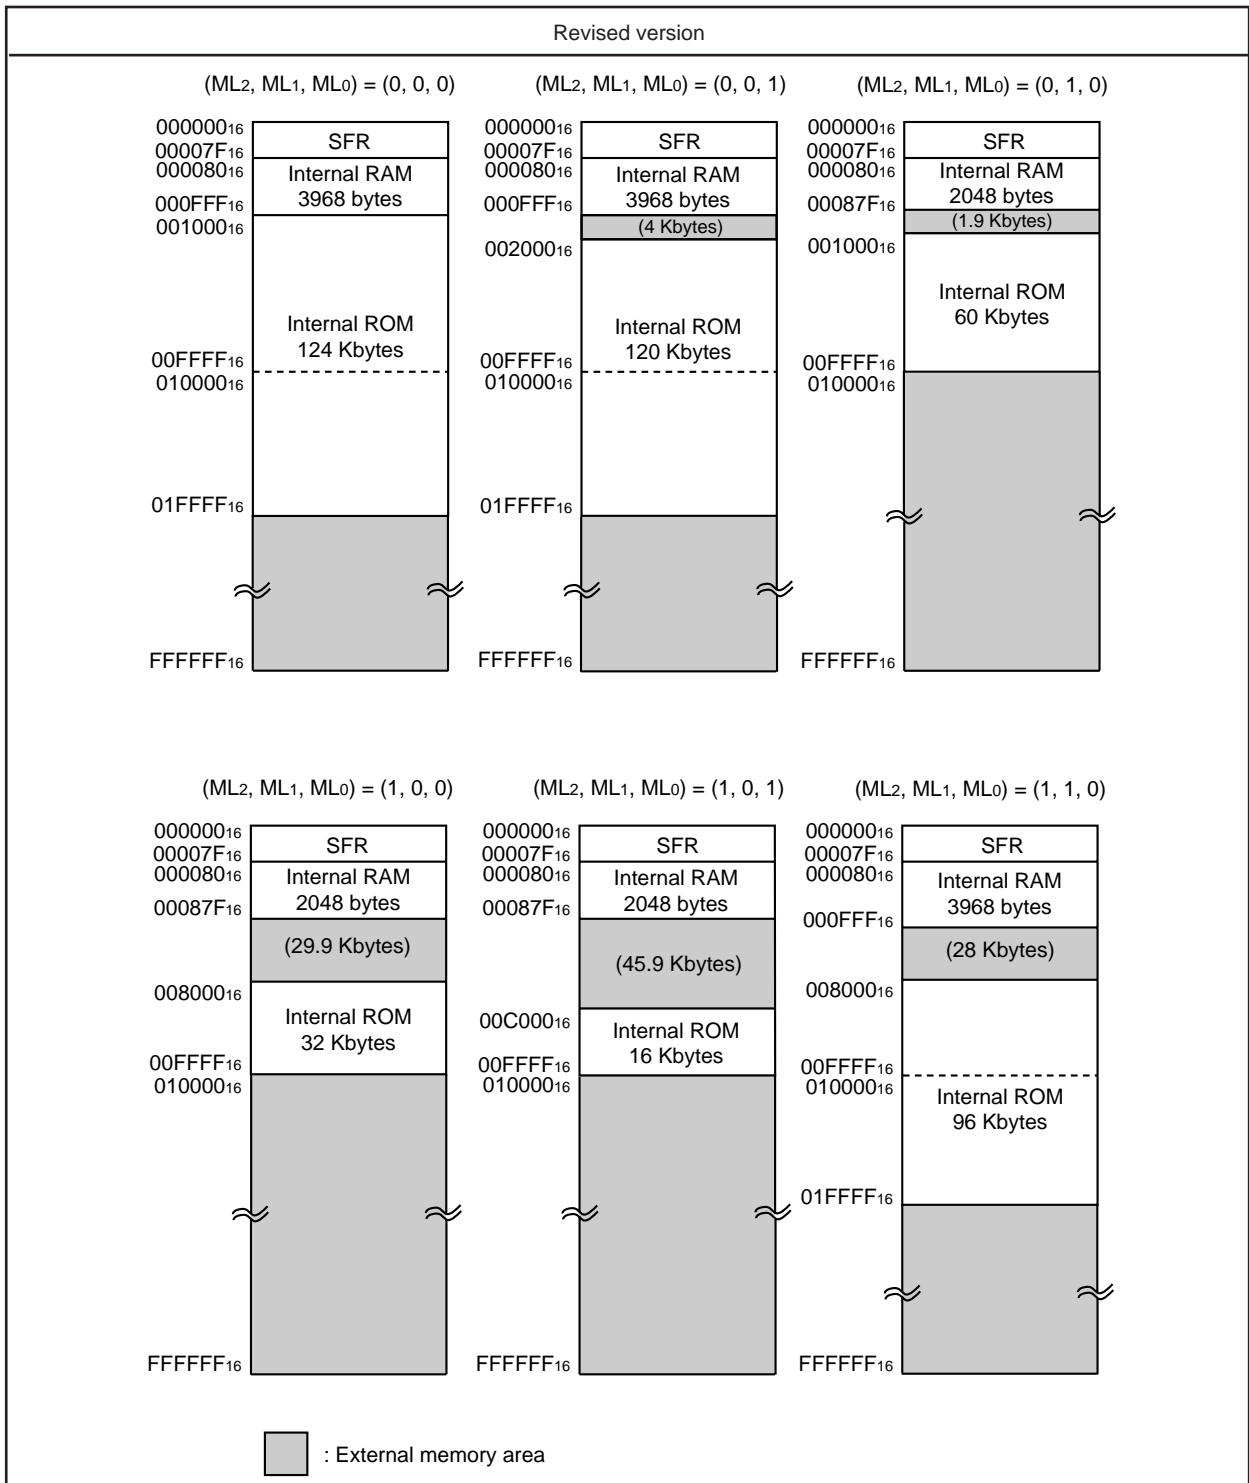 Revised version
(ML2, ML1, ML0) = (0, 0, 0)
00000016
00007F16
00008016
000FFF16
00100016
00FFFF16
01000016
01FFFF16
FFFFFF16
SFR
Internal RAM
3968 bytes
Internal ROM
124 Kbytes
(ML2, ML1, ML0) = (0, 0, 1)
00000016
00007F16
00008016
000FFF16
00200016
00FFFF16
01000016
01FFFF16
FFFFFF16
SFR
Internal RAM
3968 bytes
(4 Kbytes)
Internal ROM
120 Kbytes
(ML2, ML1, ML0) = (0, 1, 0)
00000016
00007F16
00008016
00087F16
00100016
00FFFF16
01000016
FFFFFF16
SFR
Internal RAM
2048 bytes
(1.9 Kbytes)
Internal ROM
60 Kbytes
(ML2, ML1, ML0) = (1, 0, 0)
00000016
00007F16
00008016
00087F16
00800016
00FFFF16
01000016
FFFFFF16
SFR
Internal RAM
2048 bytes
(29.9 Kbytes)
Internal ROM
32 Kbytes
(ML2, ML1, ML0) = (1, 0, 1)
00000016
00007F16
00008016
00087F16
00C00016
00FFFF16
01000016
FFFFFF16
SFR
Internal RAM
2048 bytes
(45.9 Kbytes)
Internal ROM
16 Kbytes
(ML2, ML1, ML0) = (1, 1, 0)
00000016
00007F16
00008016
000FFF16
00800016
00FFFF16
01000016
01FFFF16
FFFFFF16
SFR
Internal RAM
3968 bytes
(28 Kbytes)
Internal ROM
96 Kbytes
: External memory area